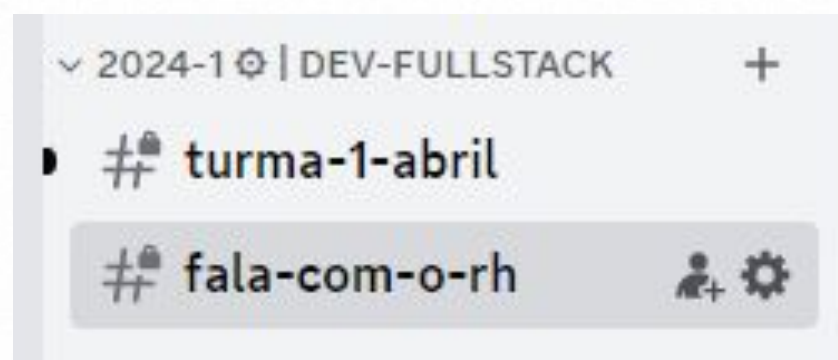 2024-1 ⚙ | DEV-FULLSTACK
turma-1-abril
fala-com-o-rh